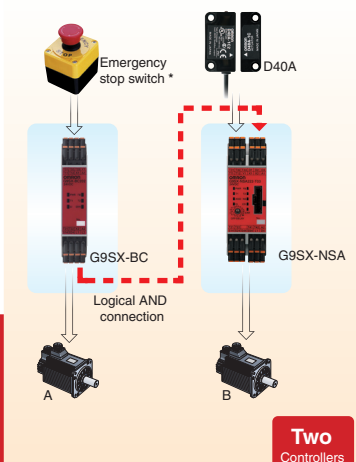 Emergency
stop switch *
D40A
G9SX-BC
G9SX-NSA
Logical AND
connection
A
B
Two
Controllers